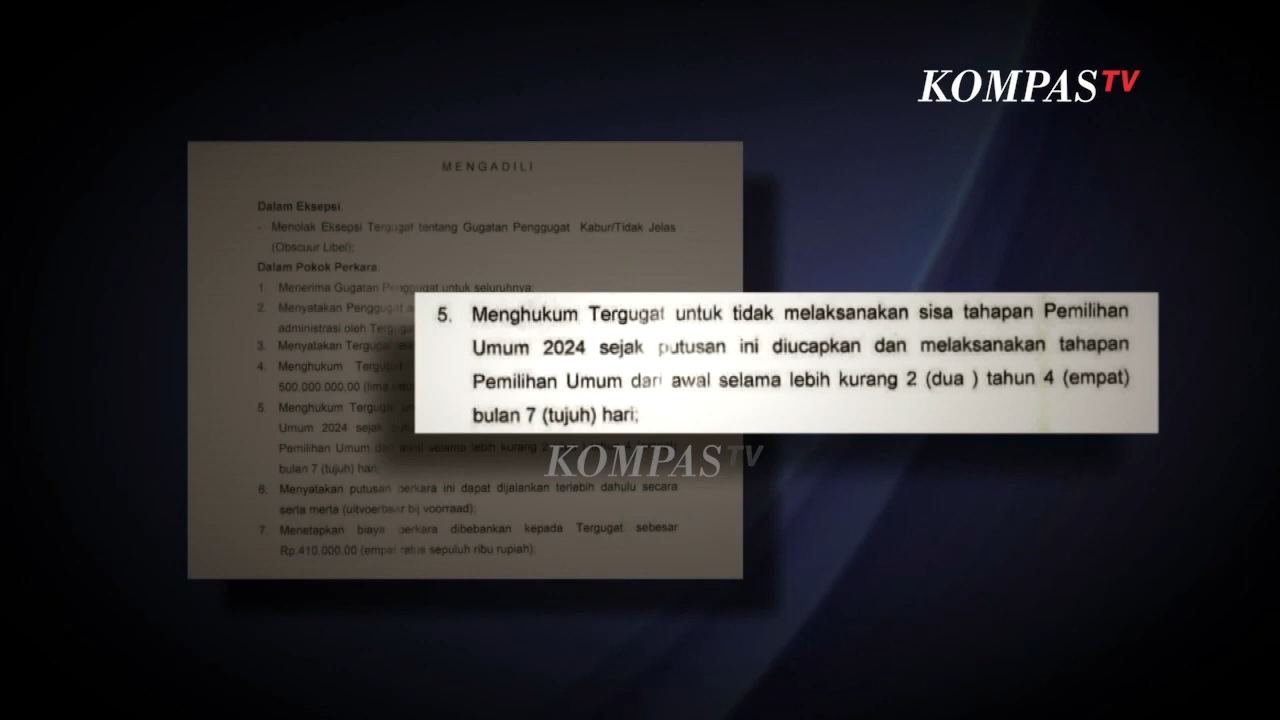 KOMPAS TV
MENGADILI
Dalam Eksepsi.
- Menolak Eksepsi Tergugat tentang Gugatan Penggugat Kabur/Tidak Jelas
(Obscuur Libel);
Dalam Pokok Perkara.
1. Menerima Gugatan Penggugat untuk seluruhnya;
2. Menyatakan Penggugat
administrasi oleh Tergugat
3. Menyatakan Tergugat
4. Menghukum Tergugat
500.000.000.00 (lima ratus
5. Menghukum Tergugat
Umum 2024 sejak
Pemilihan Umum dari awal selama lebih kurang 2
bulan 7 (tujuh) hari;
6. Menyatakan putusan perkara ini dapat dijalankan terlebih dahulu secara
serta merta (uitvoerbaar bij voorraad);
7. Menetapkan biaya perkara dibebankan kepada Tergugat sebesar
Rp.410.000.00 (empat ratus sepuluh ribu rupiah);
5. Menghukum Tergugat untuk tidak melaksanakan sisa tahapan Pemilihan
Umum 2024 sejak putusan ini diucapkan dan melaksanakan tahapan
Pemilihan Umum dari awal selama lebih kurang 2 (dua ) tahun 4 (empat)
bulan 7 (tujuh) hari;
KOMPAS TV